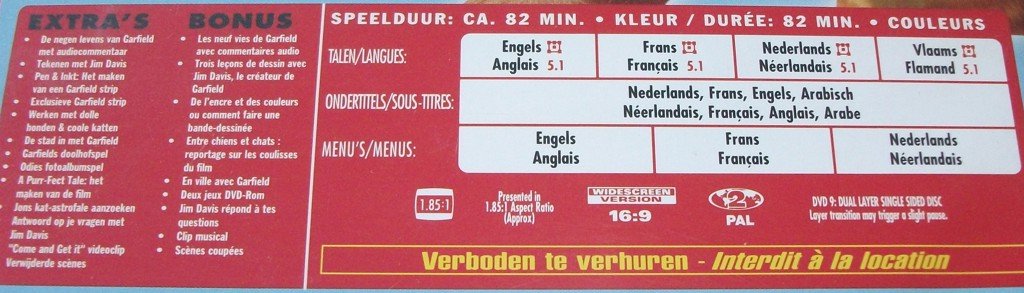 EXTRA'S
De negen levens van Garfield
met audiocommentaar
• Tekenen met Jim Davis
• Pen & Inkt: Het maken
van een Garfield strip
• Exclusieve Garfield strip
• Werken met dolle
honden & coole katten
• De stad in met Garfield
• Garfields doolhofspel
• Odies fotoalbumspel
• A Purr-Fect Tale: het
maken van de film
• Jons kat-astrofale aanzoeken
Antwoord op je vragen met
Jim Davis
"Come and Get it" videoclip
Verwijderde scènes
BONUS
• Les neuf vies de Garfield
avec commentaires audio
• Trois leçons de dessin avec
Jim Davis, le créateur de
Garfield
• De l'encre et des couleurs
ou comment faire une
bande-dessinée
• Entre chiens et chats :
reportage sur les coulisses
du film
• En ville avec Garfield
• Deux jeux DVD-Rom
• Jim Davis répond à tes
questions
• Clip musical
• Scènes coupées
SPEELDUUR: CA. 82 MIN. • KLEUR / DURÉE: 82 MIN. • COULEURS
TALEN/LANGUES:
Engels
Anglais 5.1
Frans
Français 5.1
Nederlands
Néerlandais 5.1
Vlaams
Flamand 5.1
ONDERTITELS/SOUS-TITRES:
Nederlands, Frans, Engels, Arabisch
Néerlandais, Français, Anglais, Arabe
MENU'S/MENUS:
Engels
Anglais
Frans
Français
Nederlands
Néerlandais
1.85:1
Presented in
1.85:1 Aspect Ratio
(Approx)
WIDESCREEN
VERSION
16:9
2
PAL
DVD 9: DUAL LAYER SINGLE SIDED DISC
Layer transition may trigger a slight pause.
Verboden te verhuren - Interdit à la location